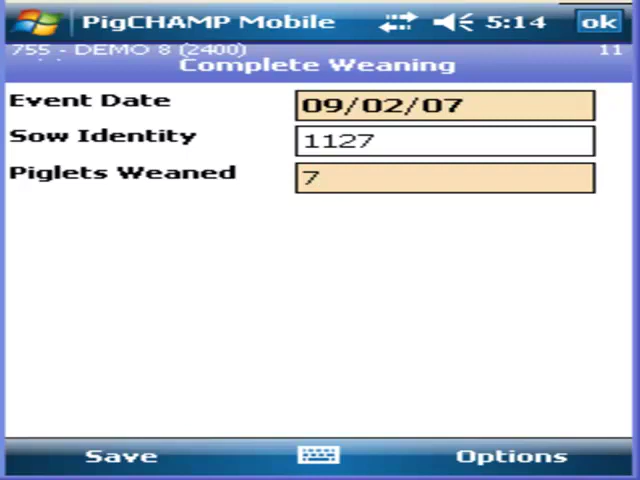 PigCHAMP Mobile 5:14 ok
755 - DEMO 8 (2400) 11
Complete Weaning
Event Date 09/02/07
Sow Identity 1127
Piglets Weaned 7
Save Options